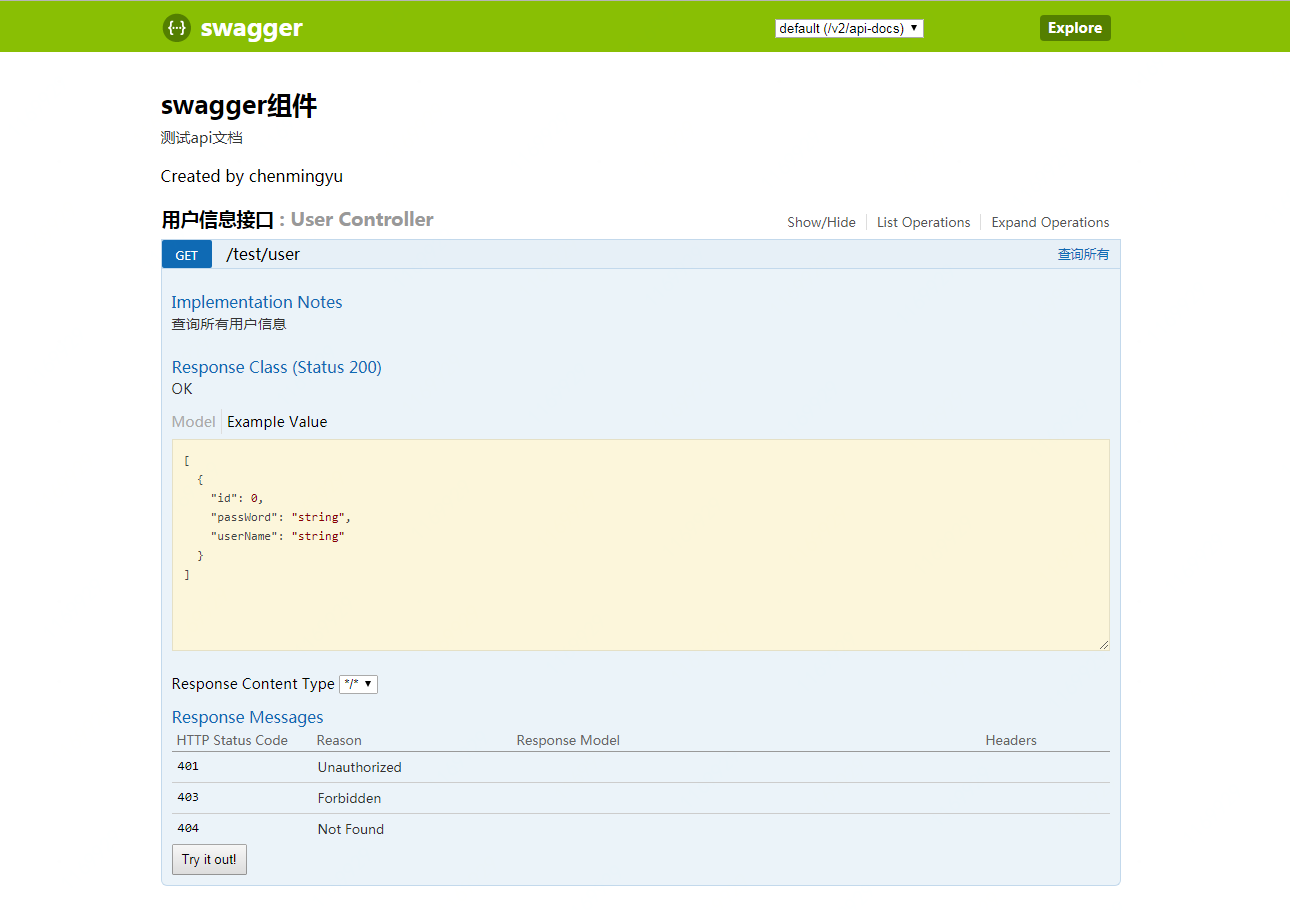 {··} swagger
default (/v2/api-docs) ▼
Explore
swagger组件
测试api文档
Created by chenmingyu
用户信息接口 : User Controller
Show/Hide
List Operations
Expand Operations
GET /test/user
查询所有
Implementation Notes
查询所有用户信息
Response Class (Status 200)
OK
Model
Example Value
[
  {
    "id": 0,
    "passWord": "string",
    "userName": "string"
  }
]
Response Content Type */* ▼
Response Messages
HTTP Status Code Reason Response Model Headers
401 Unauthorized
403 Forbidden
404 Not Found
Try it out!